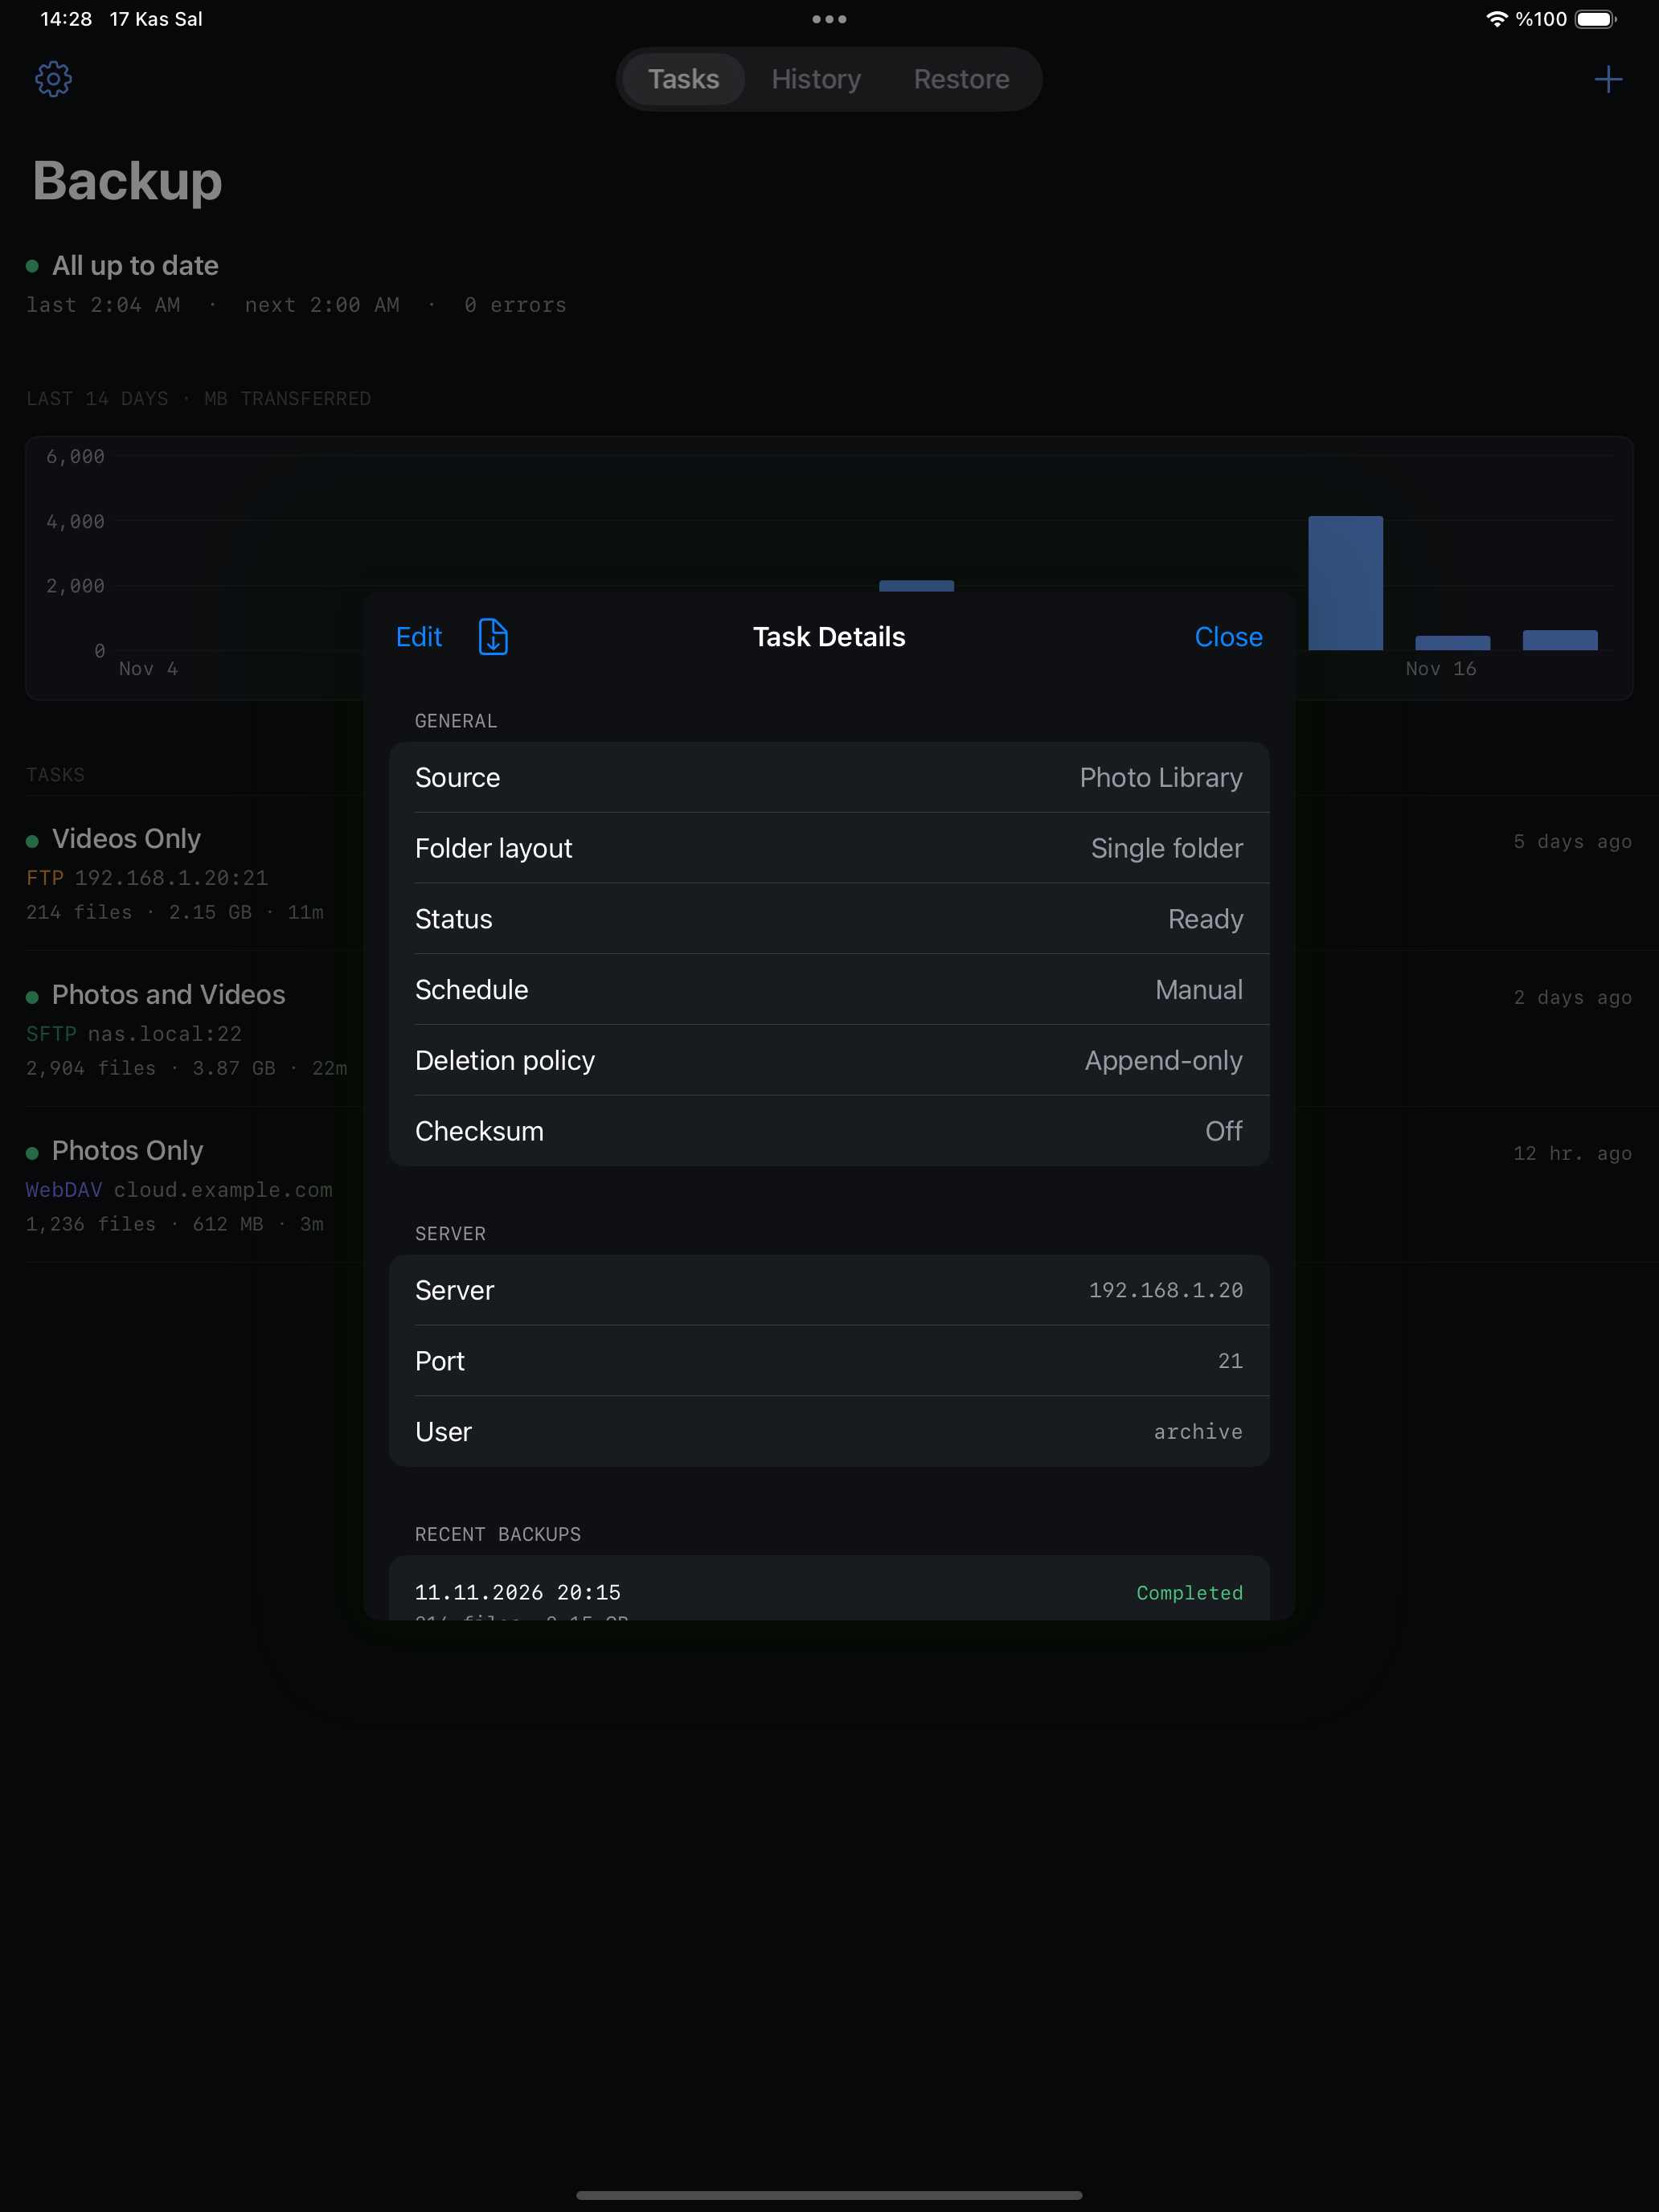 14:28 17 Kas Sal
%100
Tasks History Restore
Backup
All up to date
last 2:04 AM · next 2:00 AM · 0 errors
LAST 14 DAYS · MB TRANSFERRED
6,000
4,000
2,000
0
Nov 4
Nov 16
TASKS
Videos Only
5 days ago
FTP 192.168.1.20:21
214 files · 2.15 GB · 11m
Photos and Videos
2 days ago
SFTP nas.local:22
2,904 files · 3.87 GB · 22m
Photos Only
12 hr. ago
WebDAV cloud.example.com
1,236 files · 612 MB · 3m
Edit Task Details Close
GENERAL
Source Photo Library
Folder layout Single folder
Status Ready
Schedule Manual
Deletion policy Append-only
Checksum Off
SERVER
Server 192.168.1.20
Port 21
User archive
RECENT BACKUPS
11.11.2026 20:15 Completed